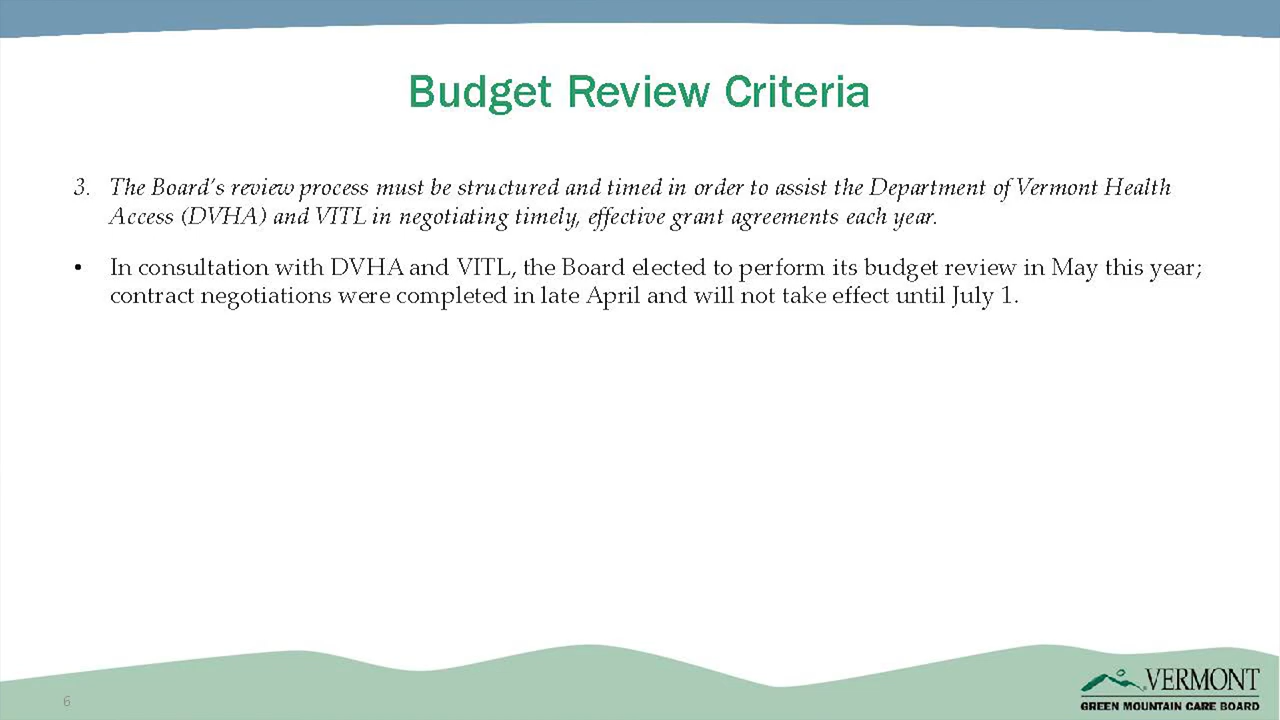 Budget Review Criteria
3. The Board's review process must be structured and timed in order to assist the Department of Vermont Health
Access (DVHA) and VITL in negotiating timely, effective grant agreements each year.
• In consultation with DVHA and VITL, the Board elected to perform its budget review in May this year;
contract negotiations were completed in late April and will not take effect until July 1.
6
VERMONT
GREEN MOUNTAIN CARE BOARD